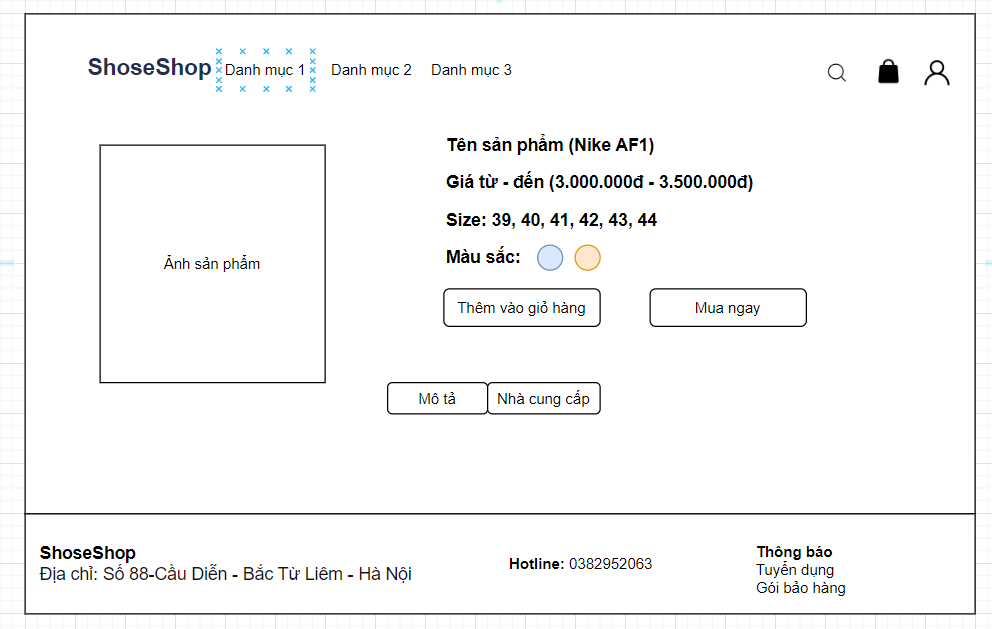 ShoseShop Danh mục 1 Danh mục 2 Danh mục 3
Tên sản phẩm (Nike AF1)
Giá từ - đến (3.000.000đ - 3.500.000đ)
Size: 39, 40, 41, 42, 43, 44
Màu sắc:
Ảnh sản phẩm
Thêm vào giỏ hàng
Mua ngay
Mô tả
Nhà cung cấp
ShoseShop
Địa chỉ: Số 88-Cầu Diễn - Bắc Từ Liêm - Hà Nội
Hotline: 0382952063
Thông báo
Tuyển dụng
Gói bảo hàng